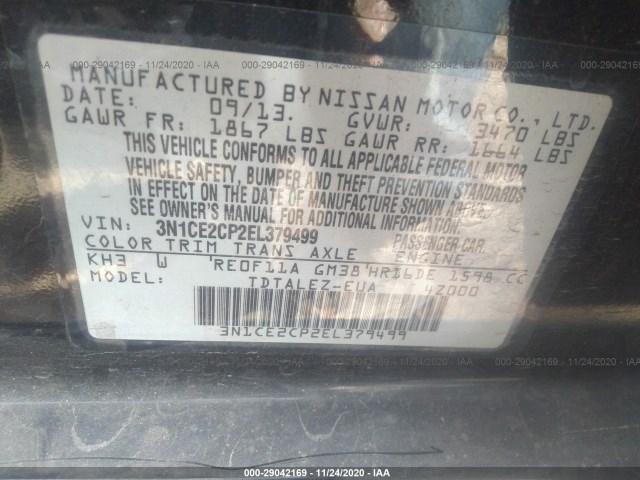 000-29042169 - 11/24/2020 - IAA
MANUFACTURED BY NISSAN MOTOR CO., LTD.
DATE: 09/13. GVWR: 3470 LBS
GAWR FR: 1867 LBS GAWR RR: 1664 LBS
THIS VEHICLE CONFORMS TO ALL APPLICABLE FEDERAL MOTOR
VEHICLE SAFETY, BUMPER AND THEFT PREVENTION STANDARDS
IN EFFECT ON THE DATE OF MANUFACTURE SHOWN ABOVE.
SEE OWNER'S MANUAL FOR ADDITIONAL INFORMATION.
VIN: 3N1CE2CP2EL379499 PASSENGER CAR
COLOR TRIM TRANS AXLE ENGINE
KH3 W RE0F11A GM38 HR16DE 1598 CC
MODEL: TDTALEZ-EUA 4Z000
3N1CE2CP2EL379499
000-29042169 - 11/24/2020 - IAA